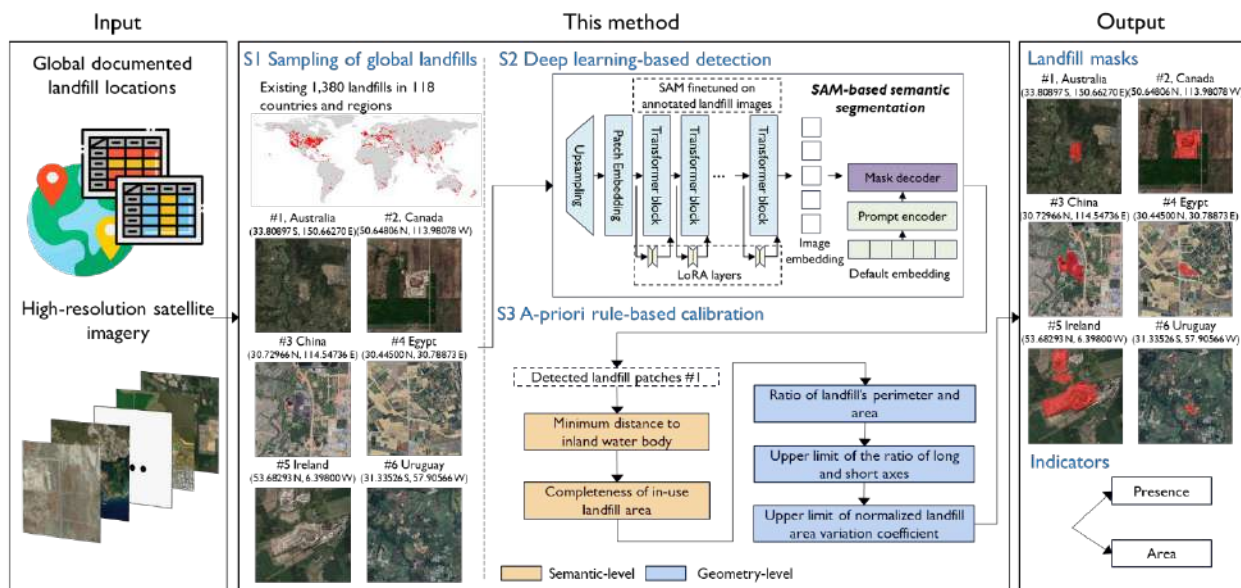 Input
This method
Output
Global documented
landfill locations
High-resolution satellite
imagery
S1 Sampling of global landfills
Existing 1,380 landfills in 118
countries and regions
#1, Australia
(33.80897 S, 150.66270 E)
#2, Canada
(50.64806 N, 113.98078 W)
#3 China
(30.72966 N, 114.54736 E)
#4 Egypt
(30.44500 N, 30.78873 E)
#5 Ireland
(53.68293 N, 6.39800 W)
#6 Uruguay
(31.33526 S, 57.90566 W)
S2 Deep learning-based detection
SAM finetuned on
annotated landfill images
SAM-based semantic
segmentation
Upsampling
Patch Embedding
Transformer block
Transformer block
...
Transformer block
LoRA layers
Image
embedding
Mask decoder
Prompt encoder
Default embedding
S3 A-priori rule-based calibration
Detected landfill patches #1
Minimum distance to
inland water body
Completeness of in-use
landfill area
Ratio of landfill's perimeter and
area
Upper limit of the ratio of long
and short axes
Upper limit of normalized landfill
area variation coefficient
Semantic-level
Geometry-level
Landfill masks
#1, Australia
(33.80897 S, 150.66270 E)
#2, Canada
(50.64806 N, 113.98078 W)
#3 China
(30.72966 N, 114.54736 E)
#4 Egypt
(30.44500 N, 30.78873 E)
#5 Ireland
(53.68293 N, 6.39800 W)
#6 Uruguay
(31.33526 S, 57.90566 W)
Indicators
Presence
Area